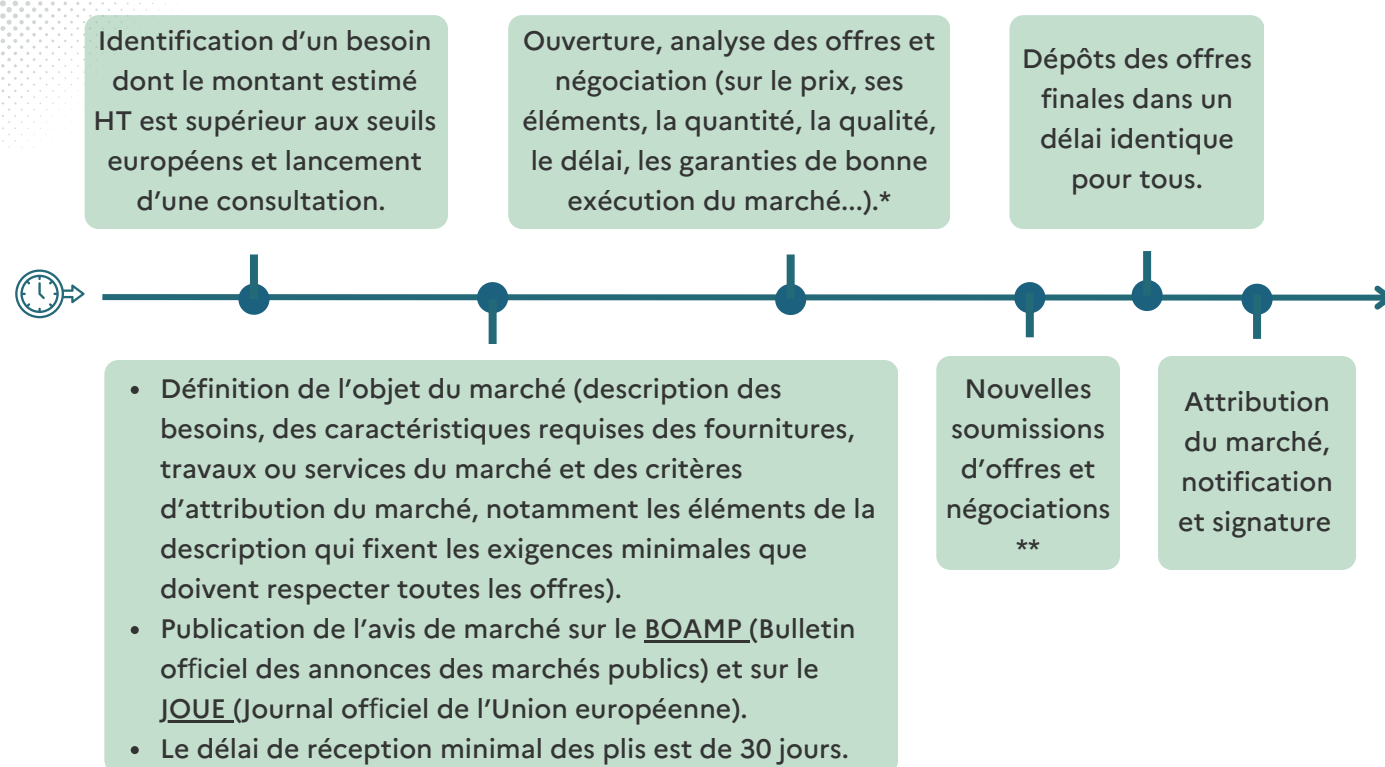 Identification d’un besoin
dont le montant estimé
HT est supérieur aux seuils
européens et lancement
d’une consultation.
Ouverture, analyse des offres et
négociation (sur le prix, ses
éléments, la quantité, la qualité,
le délai, les garanties de bonne
exécution du marché...).*
Dépôts des offres
finales dans un
délai identique
pour tous.
• Définition de l’objet du marché (description des
besoins, des caractéristiques requises des fournitures,
travaux ou services du marché et des critères
d’attribution du marché, notamment les éléments de la
description qui fixent les exigences minimales que
doivent respecter toutes les offres).
• Publication de l’avis de marché sur le BOAMP (Bulletin
officiel des annonces des marchés publics) et sur le
JOUE (Journal officiel de l’Union européenne).
• Le délai de réception minimal des plis est de 30 jours.
Nouvelles
soumissions
d’offres et
négociations
**
Attribution
du marché,
notification
et signature